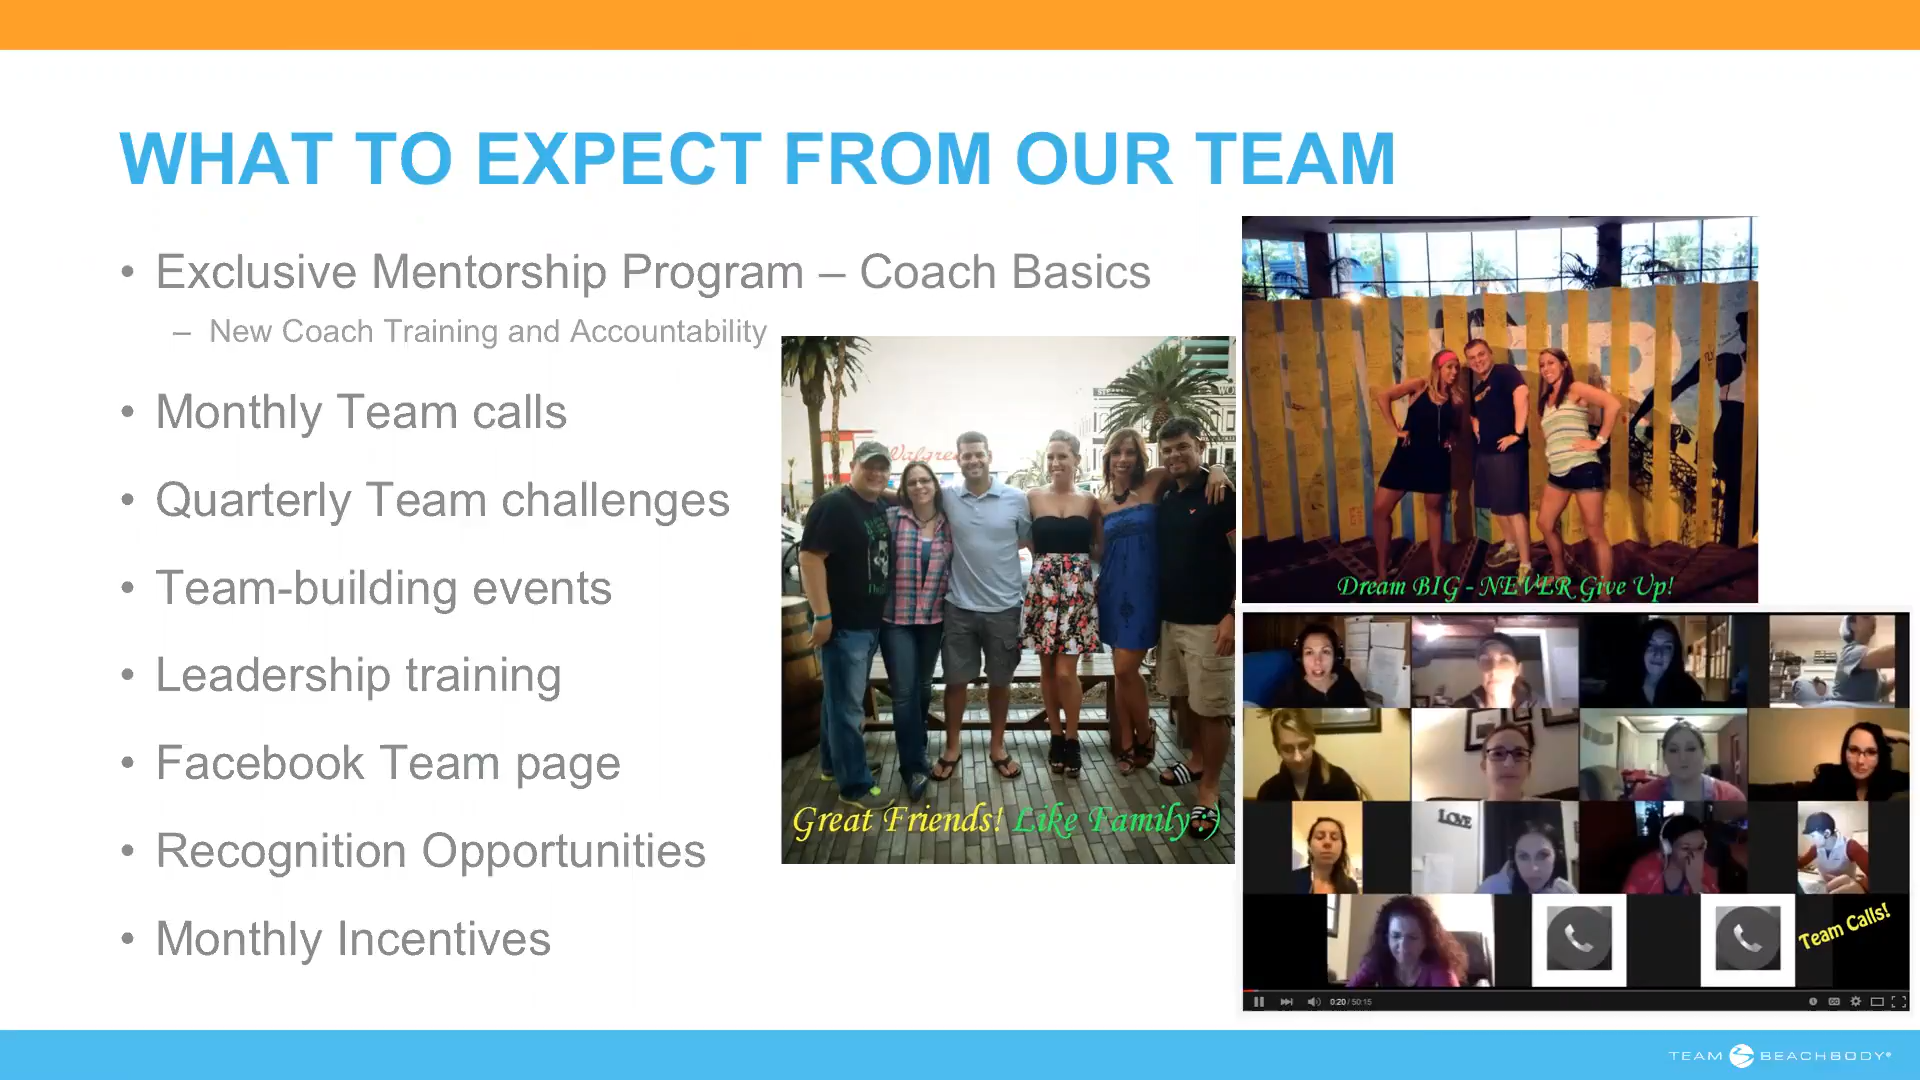 WHAT TO EXPECT FROM OUR TEAM
• Exclusive Mentorship Program – Coach Basics
– New Coach Training and Accountability
• Monthly Team calls
• Quarterly Team challenges
• Team-building events
• Leadership training
• Facebook Team page
• Recognition Opportunities
• Monthly Incentives
Walgree
Great Friends! Like Family :)
Dream BIG - NEVER Give Up!
LOVE
Team Calls!
0:20 / 50:15
TEAM BEACHBODY®